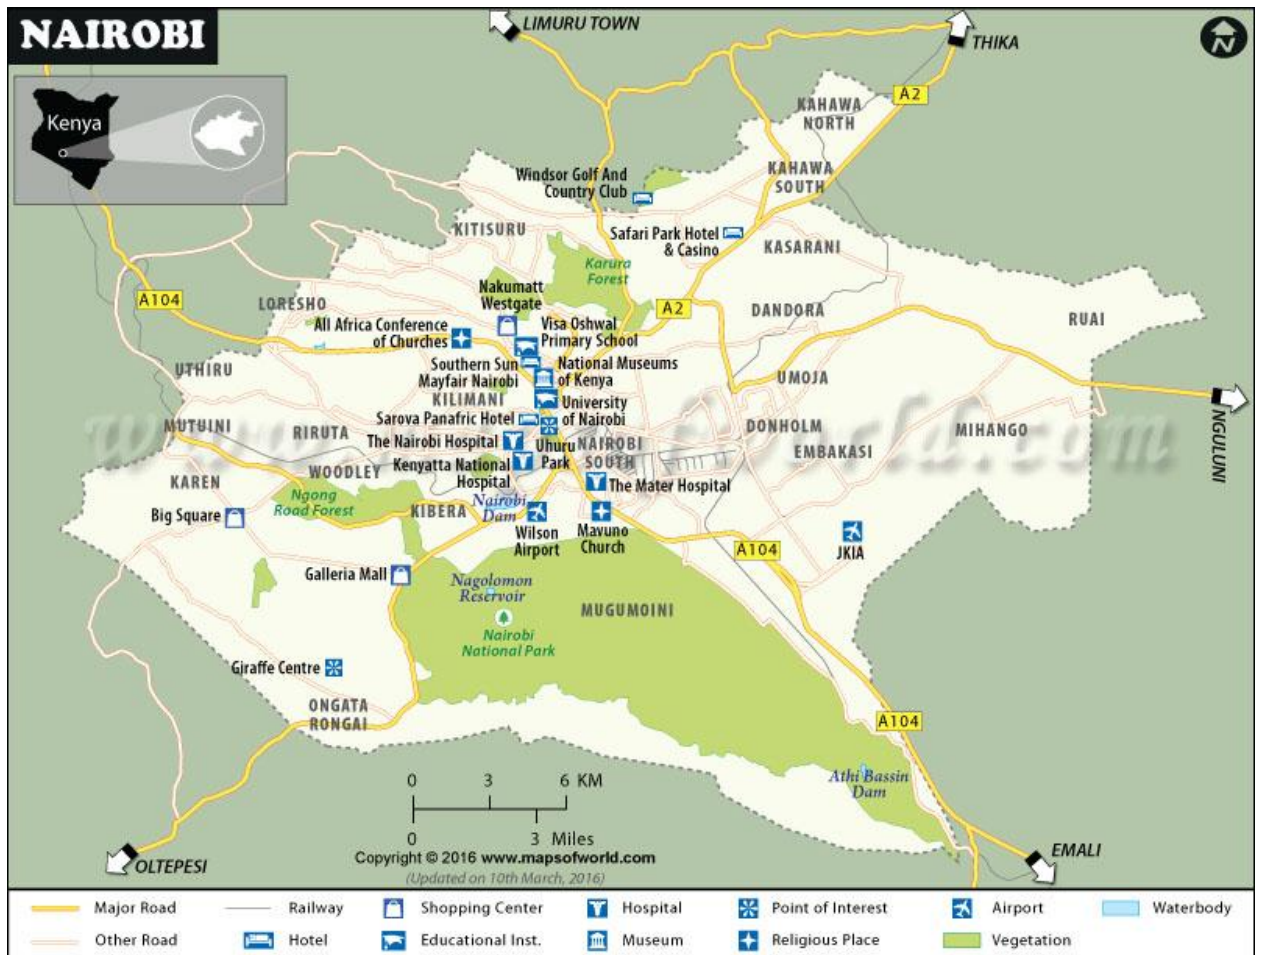 NAIROBI
LIMURU TOWN
THIKA
N
Kenya
A2
KAHAWA
NORTH
KAHAWA
SOUTH
Windsor Golf And
Country Club
KITISURU
Safari Park Hotel
& Casino
KASARANI
Karura
Forest
Nakumatt
Westgate
A104
LORESHO
A2
DANDORA
RUAI
All Africa Conference
of Churches
Visa Oshwal
Primary School
UTHIRU
Southern Sun
Mayfair Nairobi
National Museums
of Kenya
UMOJA
KILIMANI
University
of Nairobi
Sarova Panafric Hotel
MUTUINI
RIRUTA
The Nairobi Hospital
Uhuru
Park
NAIROBI
SOUTH
DONHOLM
EMBAKASI
MIHANGO
NGULUNI
KAREN
WOODLEY
Kenyatta National
Hospital
The Mater Hospital
Ngong
Road Forest
Nairobi
Dam
Big Square
KIBERA
Wilson
Airport
Mavuno
Church
A104
JKIA
Galleria Mall
Nagolomon
Reservoir
MUGUMOINI
Nairobi
National Park
Giraffe Centre
ONGATA
RONGAI
A104
Athi Bassin
Dam
0 3 6 KM
0 3 Miles
Copyright © 2016 www.mapsofworld.com
(Updated on 10th March, 2016)
OLTEPESI
EMALI
Major Road Railway Shopping Center Hospital Point of Interest Airport Waterbody
Other Road Hotel Educational Inst. Museum Religious Place Vegetation